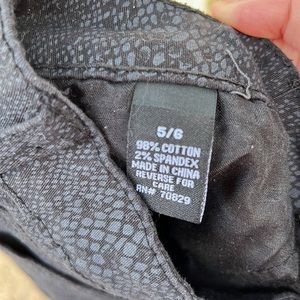 5/6
98% COTTON
2% SPANDEX
MADE IN CHINA
REVERSE FOR
CARE
RN# 70829